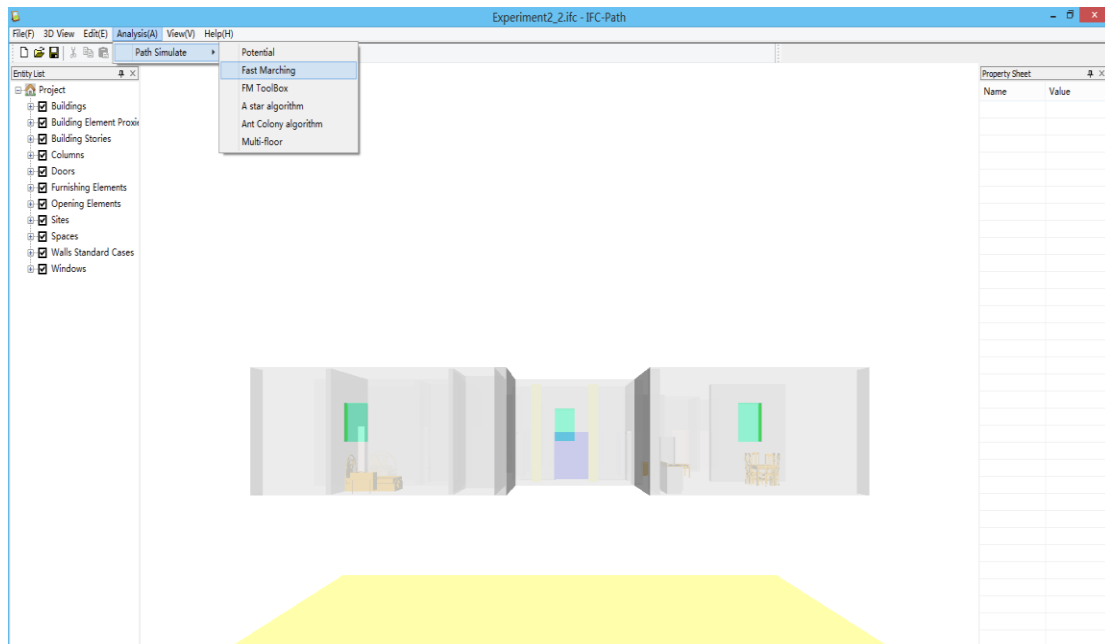 Experiment2_2.ifc - IFC-Path
File(F) 3D View Edit(E) Analysis(A) View(V) Help(H)
Path Simulate
Potential
Fast Marching
FM ToolBox
A star algorithm
Ant Colony algorithm
Multi-floor
Entity List
Project
Buildings
Building Element Proxi
Building Stories
Columns
Doors
Furnishing Elements
Opening Elements
Sites
Spaces
Walls Standard Cases
Windows
Property Sheet
Name Value